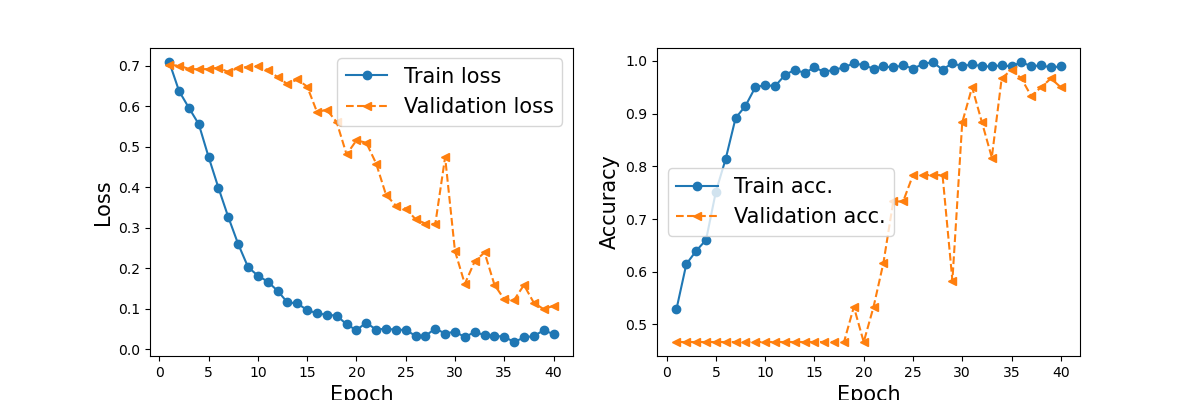 0.7
0.6
0.5
0.4
0.3
0.2
0.1
0.0
Loss
Train loss
Validation loss
0 5 10 15 20 25 30 35 40
Epoch
1.0
0.9
0.8
0.7
0.6
0.5
Accuracy
Train acc.
Validation acc.
0 5 10 15 20 25 30 35 40
Epoch